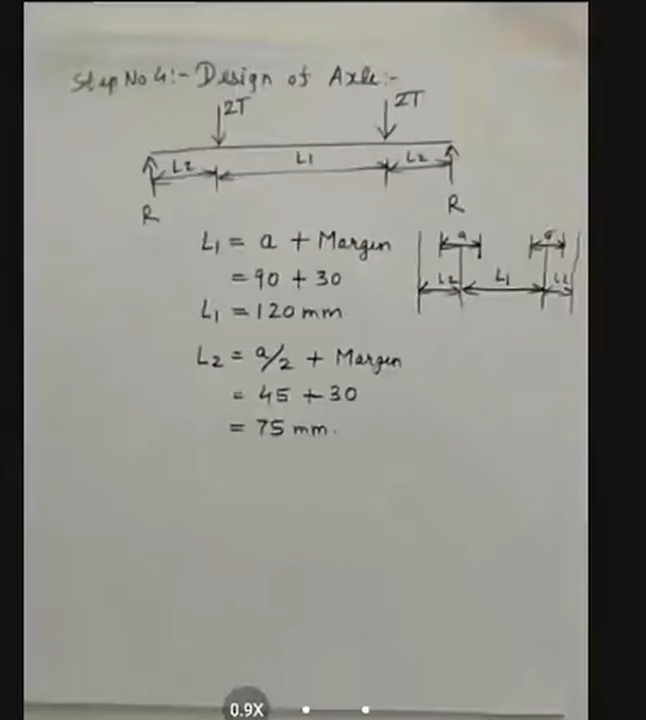 Step No 4:- Design of Axle:-
2T 2T
L2 L1 L2
R R
a a
L2 L1 L2
L1 = a + Margin
= 90 + 30
L1 = 120 mm
L2 = a/2 + Margin
= 45 + 30
= 75 mm.
0.9X